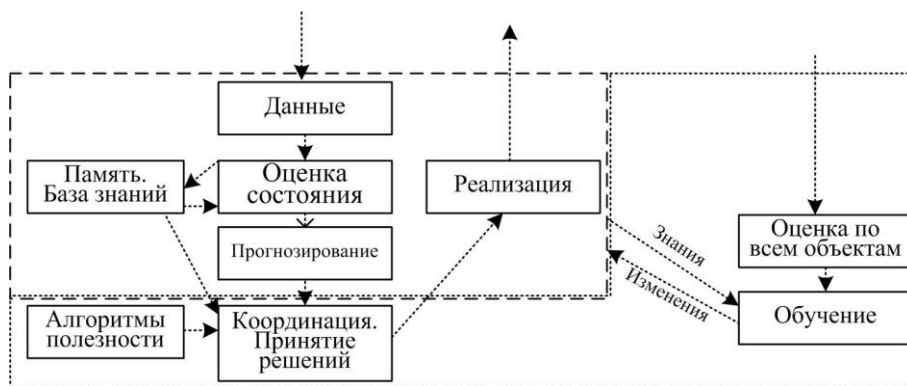 Данные
Память.
База знаний
Оценка
состояния
Реализация
Прогнозирование
Алгоритмы
полезности
Координация.
Принятие
решений
Знания
Изменения
Оценка по
всем объектам
Обучение